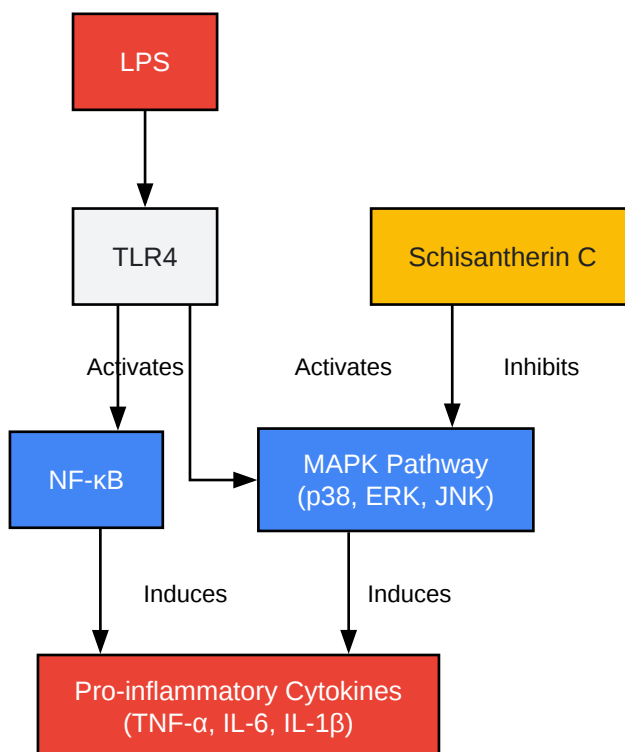 LPS
TLR4
Schisantherin C
Activates
Activates
Inhibits
NF-κB
MAPK Pathway
(p38, ERK, JNK)
Induces
Induces
Pro-inflammatory Cytokines
(TNF-α, IL-6, IL-1β)